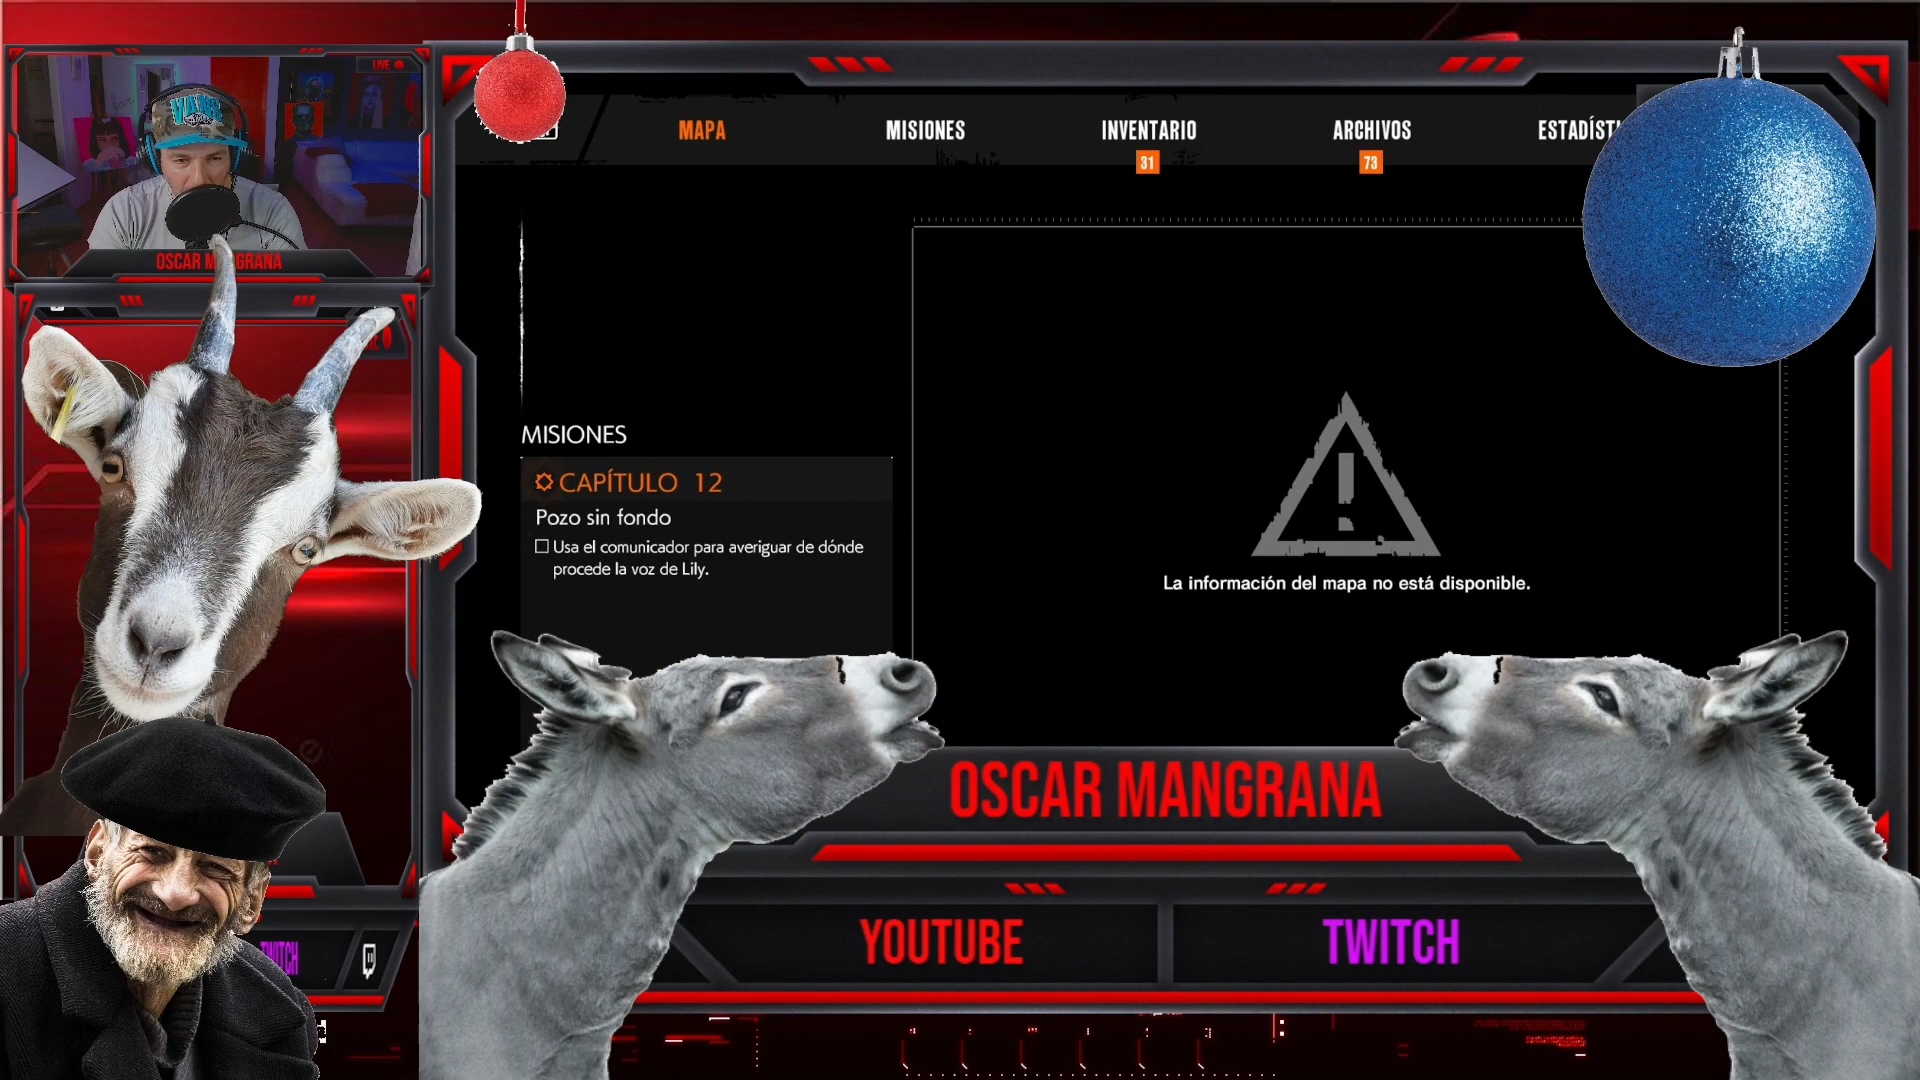 LIVE
VANS
OSCAR MANGRANA
MAPA
MISIONES
INVENTARIO
ARCHIVOS
31
73
MISIONES
CAPÍTULO 12
Pozo sin fondo
Usa el comunicador para averiguar de dónde
procede la voz de Lily.
La información del mapa no está disponible.
OSCAR MANGRANA
YOUTUBE
TWITCH
TWITCH